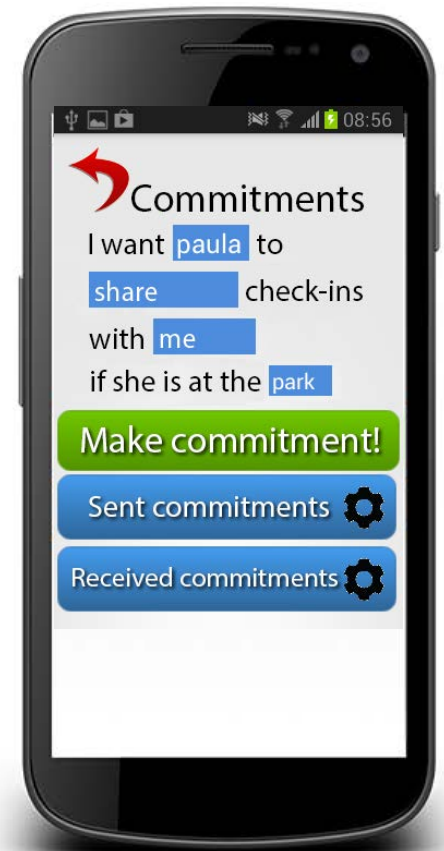 08:56
Commitments
I want paula to
share check-ins
with me
if she is at the park
Make commitment!
Sent commitments
Received commitments